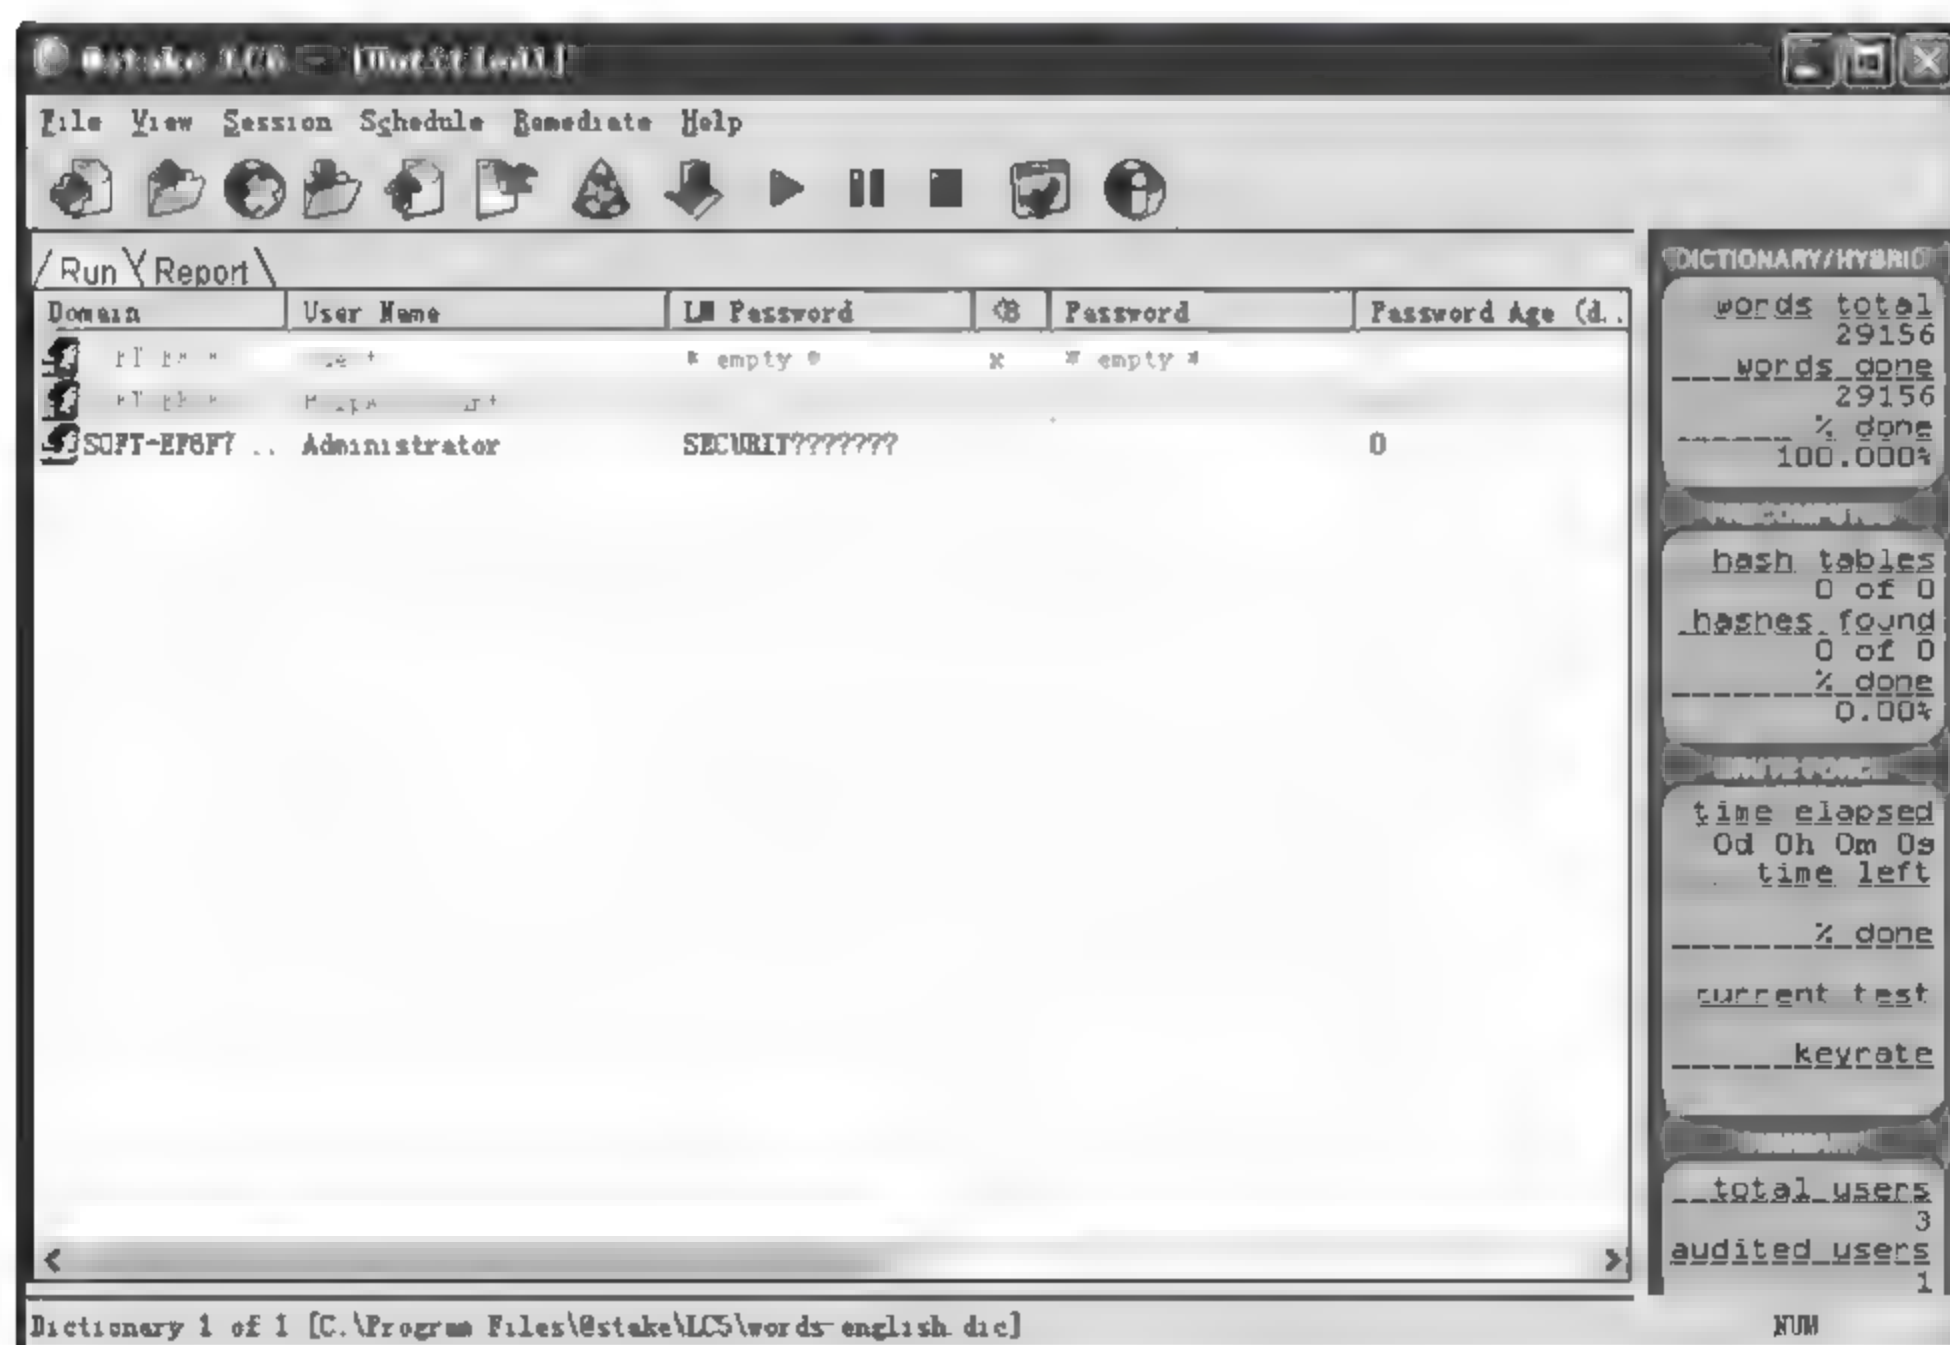 File View Session Schedule Remediate Help
Run Report
Domain User Name LM Password <8 Password Password Age (d..
* empty * x * empty *
SOFT-EF6F7 .. Administrator SECURIT??????? 0
DICTIONARY/HYBRID
words total
29156
words done
29156
% done
100.000%
hash tables
0 of 0
hashes found
0 of 0
% done
0.00%
time elapsed
0d 0h 0m 0s
time left
% done
current test
keyrate
total users
3
audited users
1
Dictionary 1 of 1 [C:\Program Files\@stake\LC5\words-english.dic] NUM